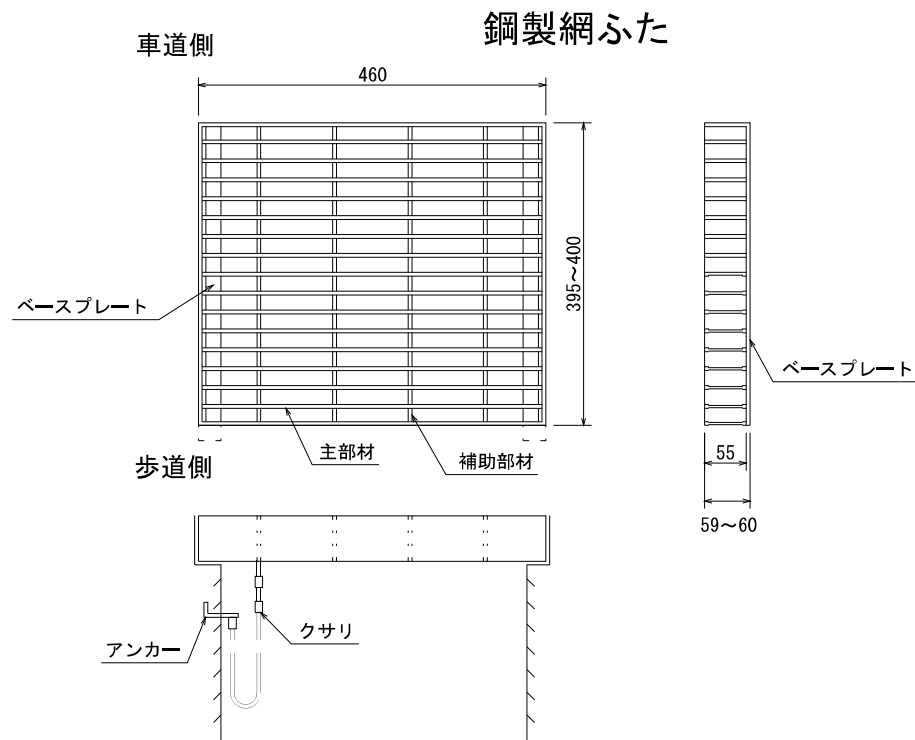 鋼製網ふた
車道側
460
395～400
ベースプレート
ベースプレート
主部材
補助部材
歩道側
55
59～60
アンカー
クサリ